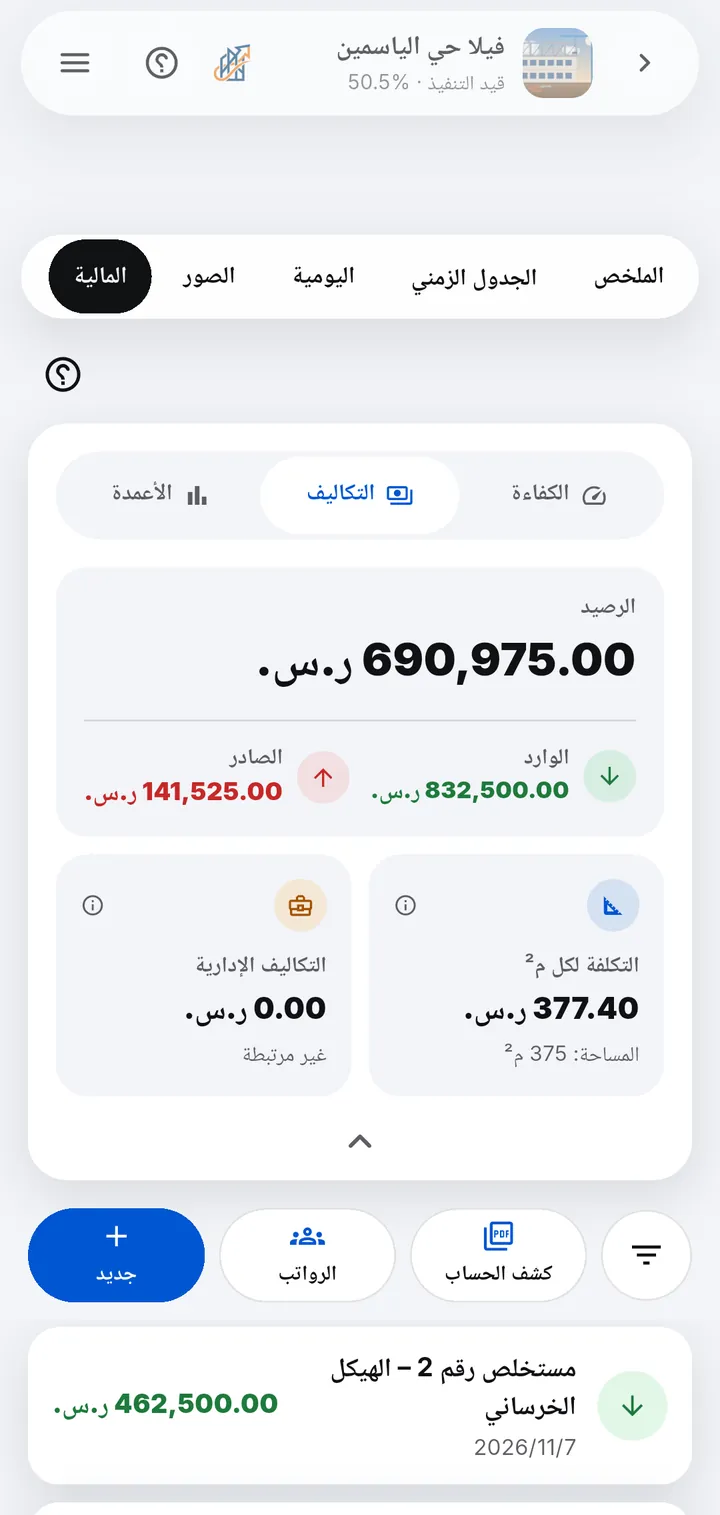 فيلا حي الياسمين
قيد التنفيذ · 50.5%
الملخص
الجدول الزمني
اليومية
الصور
المالية
الكفاءة
التكاليف
الأعمدة
الرصيد
690,975.00 ر.س.
الوارد
832,500.00 ر.س.
الصادر
141,525.00 ر.س.
التكلفة لكل م²
377.40 ر.س.
المساحة: 375 م²
التكاليف الإدارية
0.00 ر.س.
غير مرتبطة
PDF
كشف الحساب
الرواتب
جديد
مستخلص رقم 2 – الهيكل
الخرساني
2026/11/7
462,500.00 ر.س.